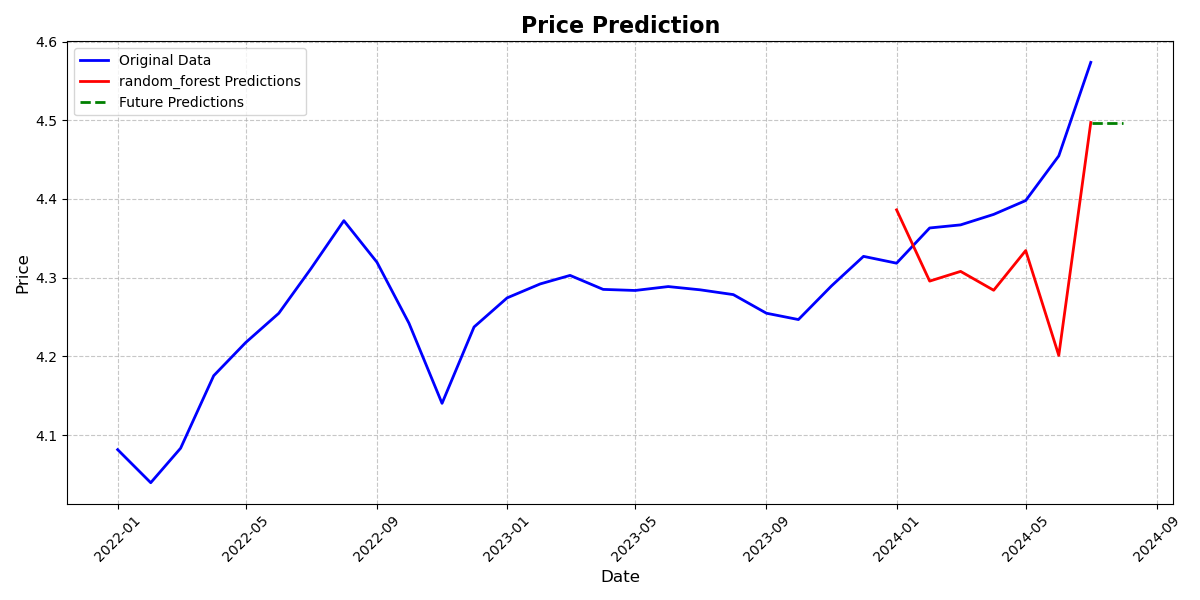 Price Prediction
Original Data
random_forest Predictions
Future Predictions
Price
4.6
4.5
4.4
4.3
4.2
4.1
2022-01
2022-05
2022-09
2023-01
2023-05
2023-09
2024-01
2024-05
2024-09
Date